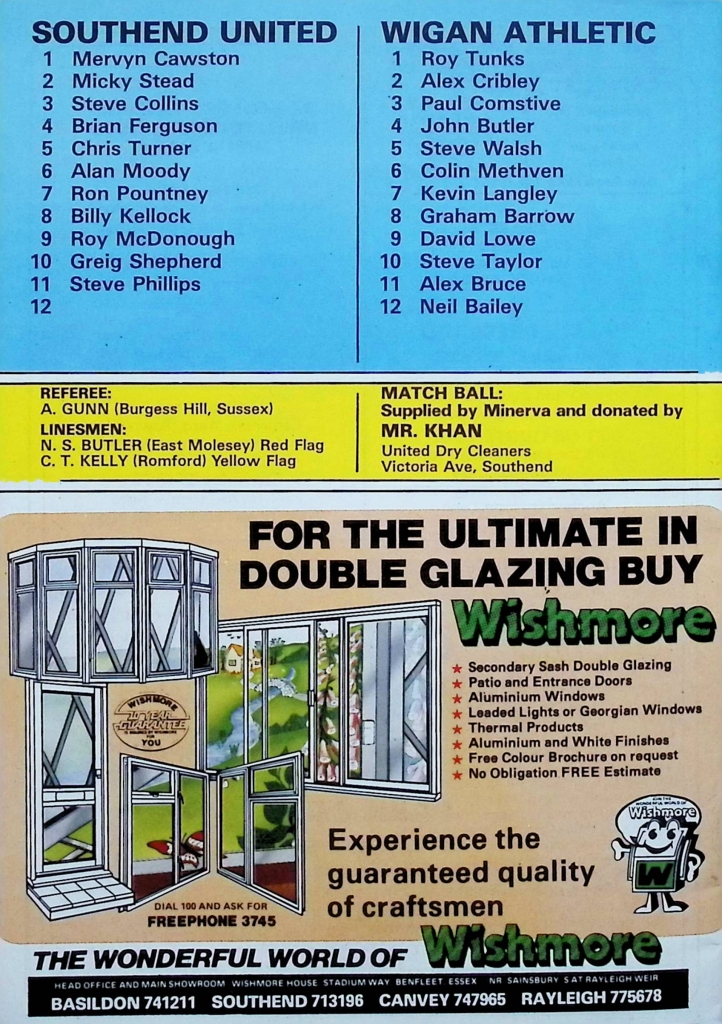 SOUTHEND UNITED
1 Mervyn Cawston
2 Micky Stead
3 Steve Collins
4 Brian Ferguson
5 Chris Turner
6 Alan Moody
7 Ron Pountney
8 Billy Kellock
9 Roy McDonough
10 Greig Shepherd
11 Steve Phillips
12
WIGAN ATHLETIC
1 Roy Tunks
2 Alex Cribley
3 Paul Comstive
4 John Butler
5 Steve Walsh
6 Colin Methven
7 Kevin Langley
8 Graham Barrow
9 David Lowe
10 Steve Taylor
11 Alex Bruce
12 Neil Bailey
REFEREE:
A. GUNN (Burgess Hill, Sussex)
LINESMEN:
N. S. BUTLER (East Molesey) Red Flag
C. T. KELLY (Romford) Yellow Flag
MATCH BALL:
Supplied by Minerva and donated by
MR. KHAN
United Dry Cleaners
Victoria Ave, Southend
FOR THE ULTIMATE IN
DOUBLE GLAZING BUY
Wishmore
★ Secondary Sash Double Glazing
★ Patio and Entrance Doors
★ Aluminium Windows
★ Leaded Lights or Georgian Windows
★ Thermal Products
★ Aluminium and White Finishes
★ Free Colour Brochure on request
★ No Obligation FREE Estimate
WISHMORE
10 YEAR
GUARANTEE
FOR
YOU
JOIN THE
WONDERFUL WORLD OF
Wishmore
W
Experience the
guaranteed quality
of craftsmen
DIAL 100 AND ASK FOR
FREEPHONE 3745
THE WONDERFUL WORLD OF Wishmore
HEAD OFFICE AND MAIN SHOWROOM WISHMORE HOUSE STADIUM WAY BENFLEET ESSEX NR SAINSBURY'S AT RAYLEIGH WEIR
BASILDON 741211 SOUTHEND 713196 CANVEY 747965 RAYLEIGH 775678